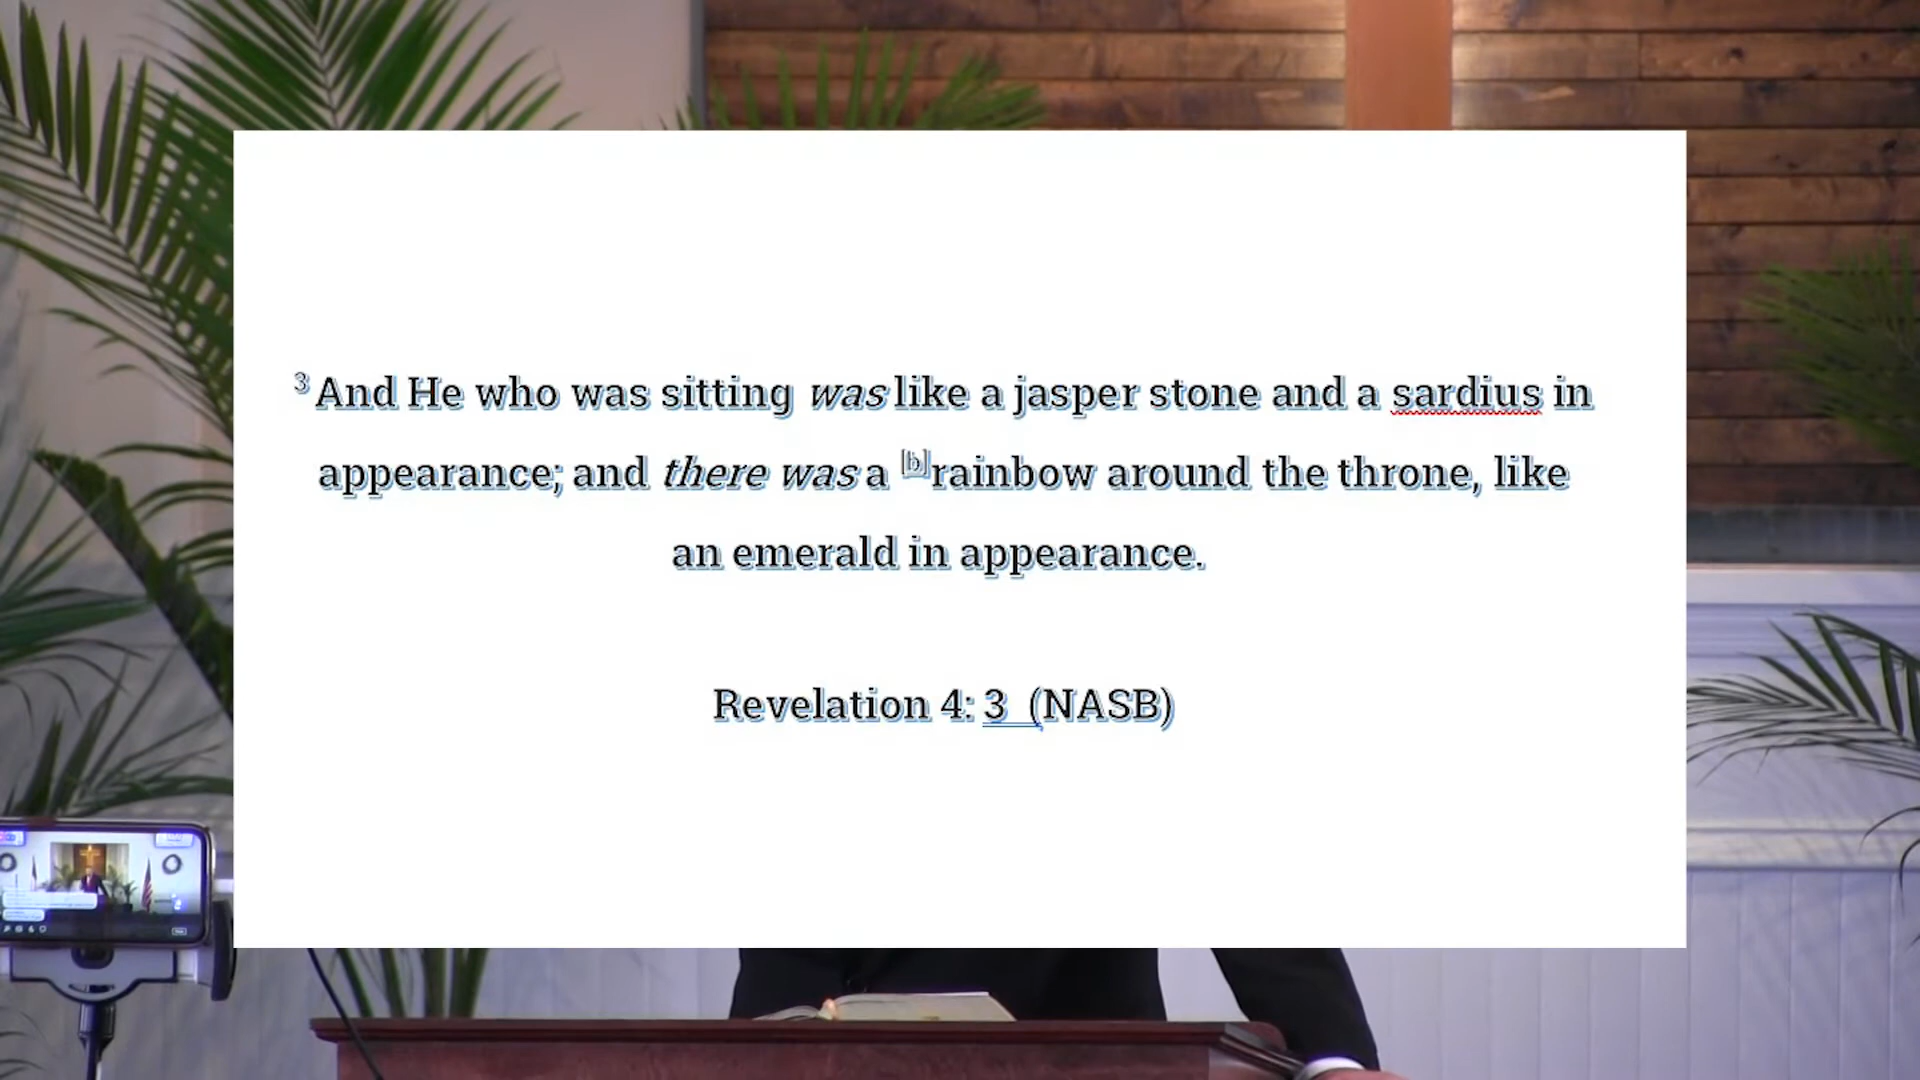 3 And He who was sitting was like a jasper stone and a sardius in
appearance; and there was a [b]rainbow around the throne, like
an emerald in appearance.
Revelation 4: 3 (NASB)